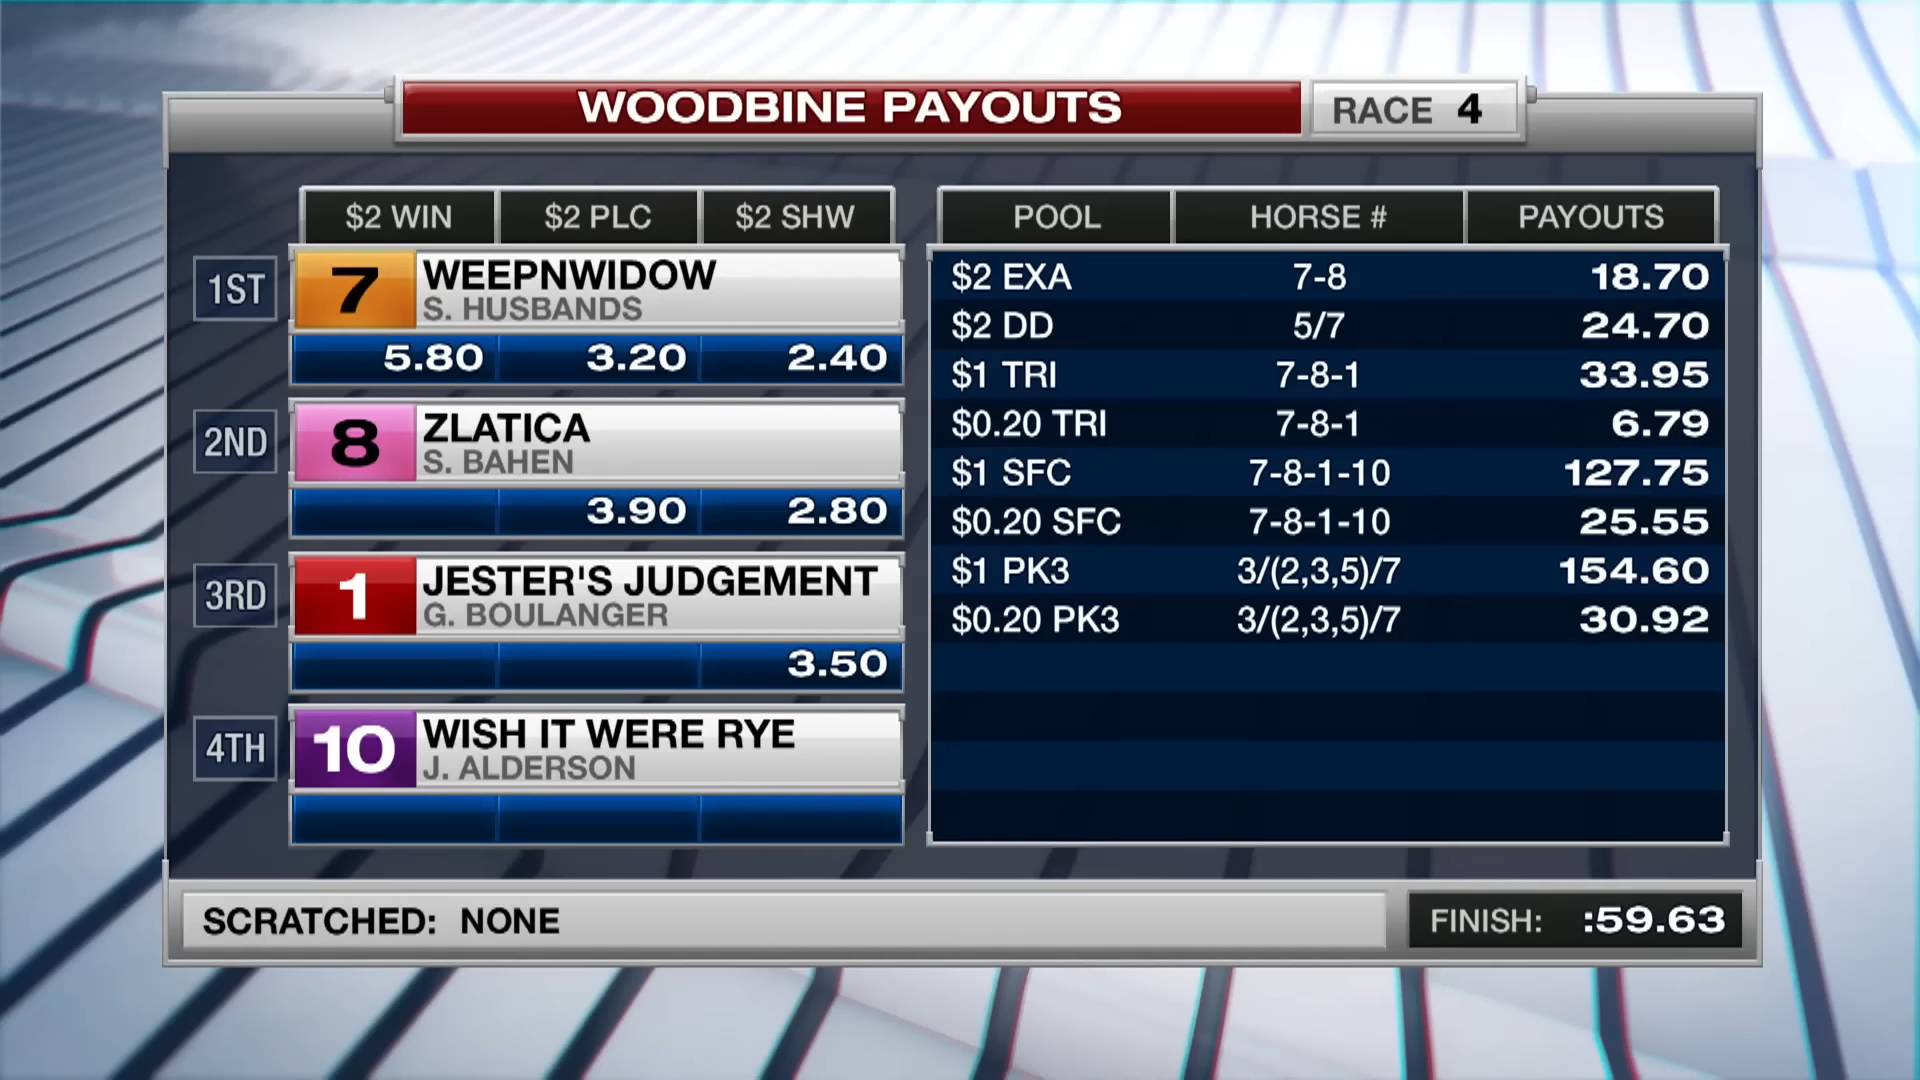 WOODBINE PAYOUTS
RACE 4
$2 WIN $2 PLC $2 SHW
1ST 7 WEEPNWIDOW
S. HUSBANDS
5.80 3.20 2.40
2ND 8 ZLATICA
S. BAHEN
3.90 2.80
3RD 1 JESTER'S JUDGEMENT
G. BOULANGER
3.50
4TH 10 WISH IT WERE RYE
J. ALDERSON
POOL HORSE # PAYOUTS
$2 EXA 7-8 18.70
$2 DD 5/7 24.70
$1 TRI 7-8-1 33.95
$0.20 TRI 7-8-1 6.79
$1 SFC 7-8-1-10 127.75
$0.20 SFC 7-8-1-10 25.55
$1 PK3 3/(2,3,5)/7 154.60
$0.20 PK3 3/(2,3,5)/7 30.92
SCRATCHED: NONE
FINISH: :59.63